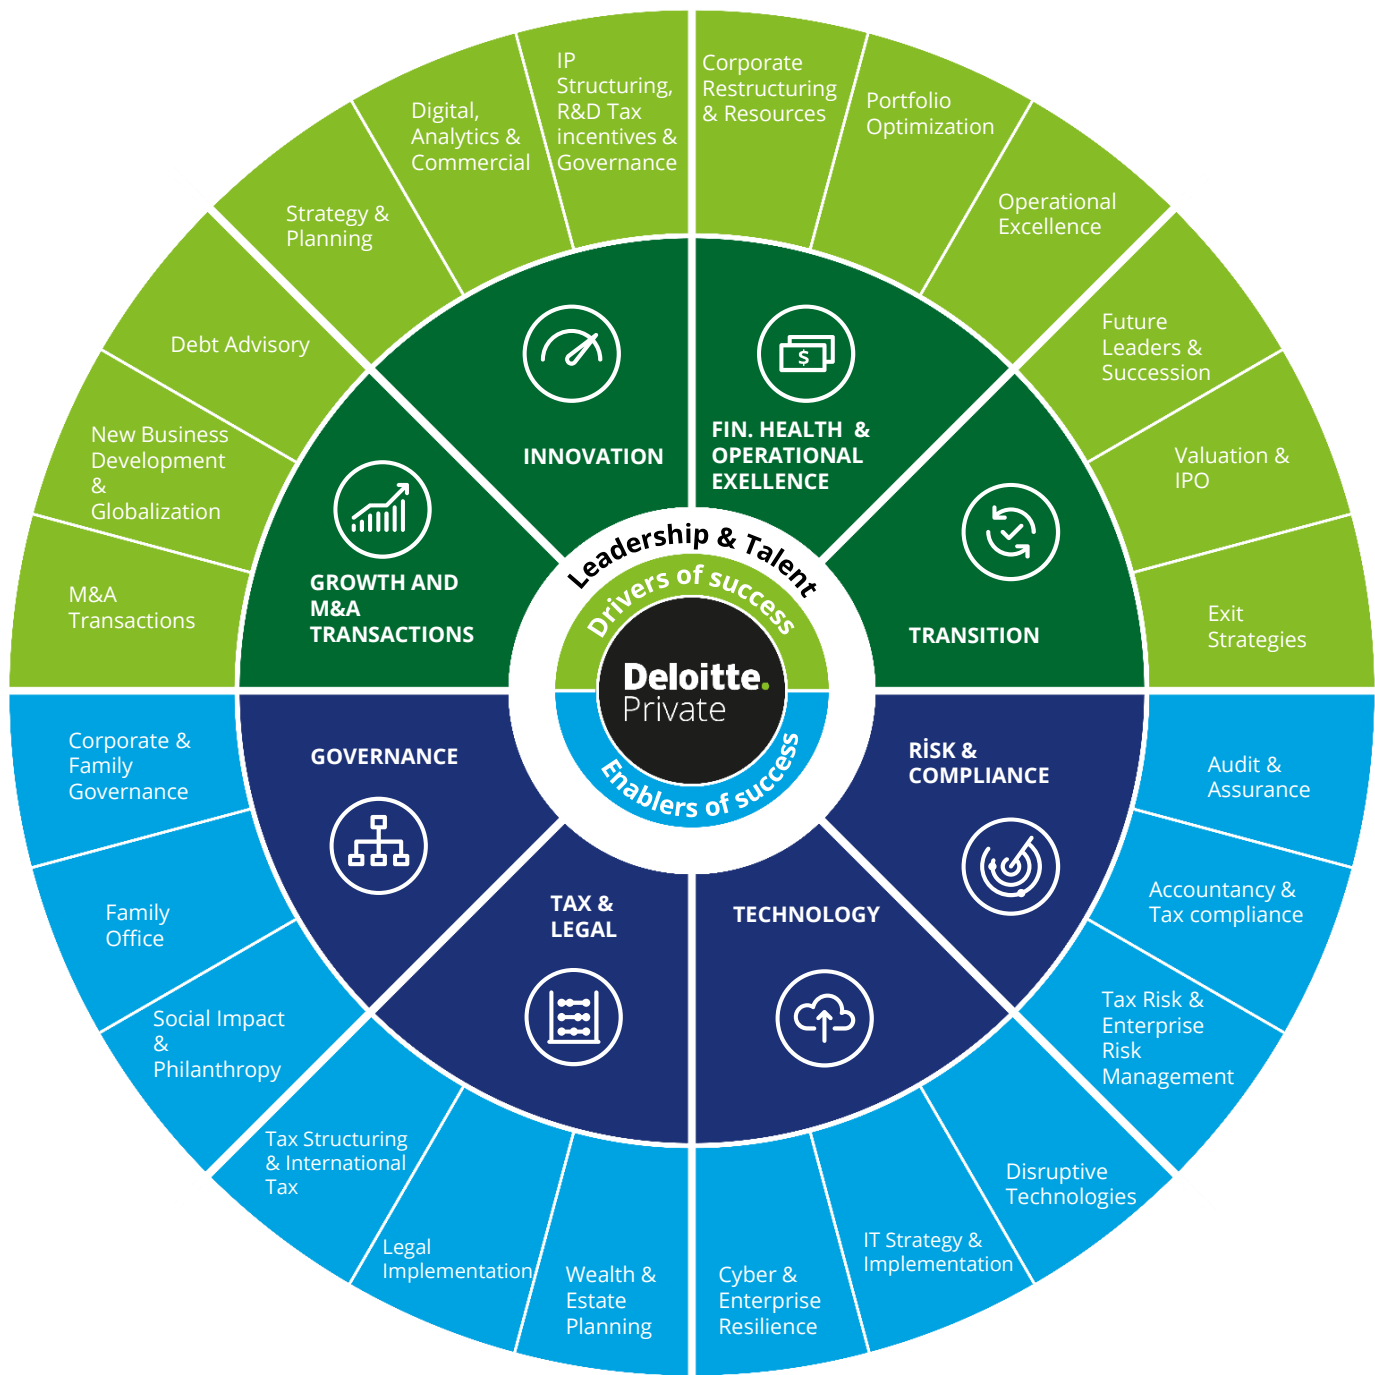 IP
Structuring,
R&D Tax
incentives &
Governance
Corporate
Restructuring
& Resources
Digital,
Analytics &
Commercial
Portfolio
Optimization
Strategy &
Planning
Operational
Excellence
Debt Advisory
Future
Leaders &
Succession
New Business
Development
&
Globalization
Valuation &
IPO
M&A
Transactions
Exit
Strategies
INNOVATION
FIN. HEALTH &
OPERATIONAL
EXELLENCE
GROWTH AND
M&A
TRANSACTIONS
TRANSITION
$
Leadership & Talent
Drivers of success
Deloitte.
Private
Enablers of success
GOVERNANCE
RİSK &
COMPLIANCE
TAX &
LEGAL
TECHNOLOGY
Corporate &
Family
Governance
Audit &
Assurance
Family
Office
Accountancy &
Tax compliance
Social Impact
&
Philanthropy
Tax Risk &
Enterprise
Risk
Management
Tax Structuring
& International
Tax
Disruptive
Technologies
Legal
Implementation
IT Strategy &
Implementation
Wealth &
Estate
Planning
Cyber &
Enterprise
Resilience